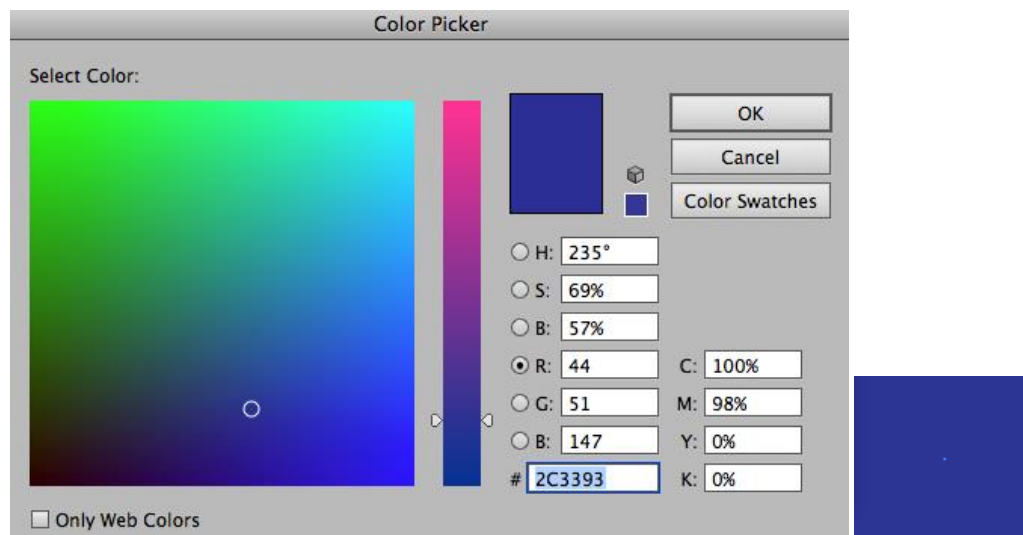 Color Picker
Select Color:
OK
Cancel
Color Swatches
H: 235°
S: 69%
B: 57%
R: 44 C: 100%
G: 51 M: 98%
B: 147 Y: 0%
# 2C3393 K: 0%
Only Web Colors